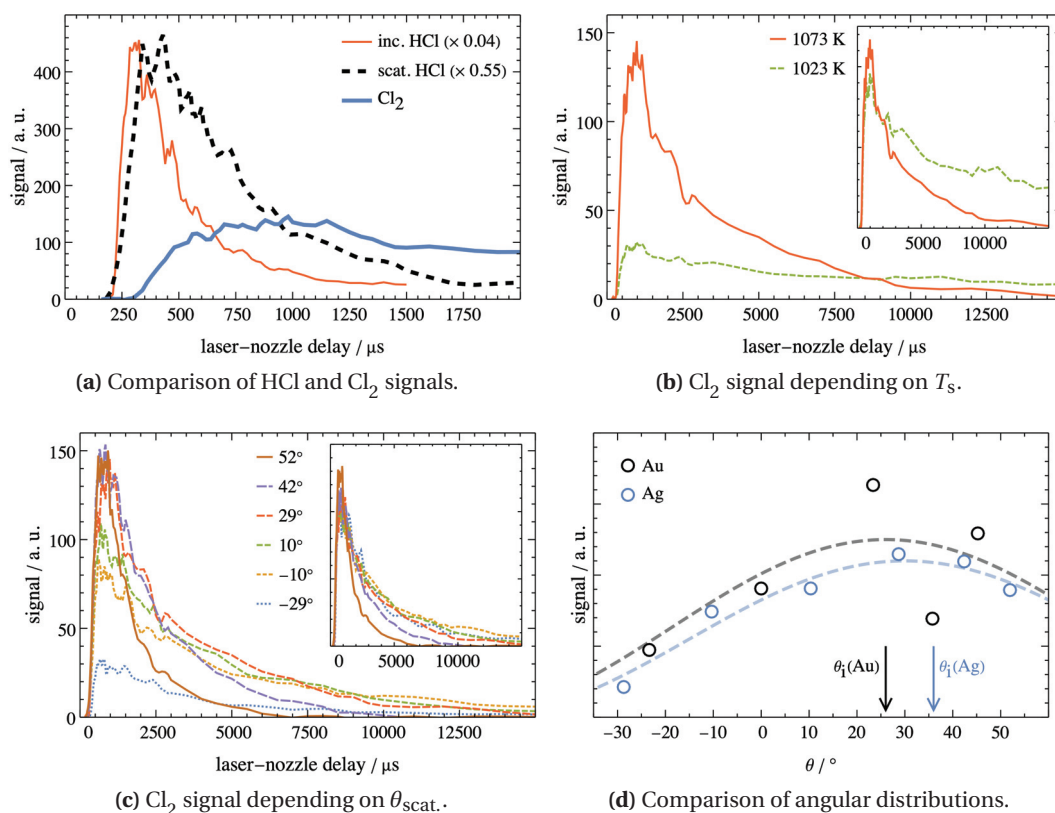 inc. HCl (× 0.04)
scat. HCl (× 0.55)
Cl₂
400
300
200
100
0
signal / a. u.
250 500 750 1000 1250 1500 1750
laser–nozzle delay / μs
(a) Comparison of HCl and Cl₂ signals.
1073 K
1023 K
150
100
50
0
signal / a. u.
0 5000 10000
0 2500 5000 7500 10000 12500
laser–nozzle delay / μs
(b) Cl₂ signal depending on Tₛ.
52°
42°
29°
10°
−10°
−29°
150
100
50
0
signal / a. u.
0 5000 10000
0 2500 5000 7500 10000 12500
laser–nozzle delay / μs
(c) Cl₂ signal depending on θscat..
Au
Ag
signal / a. u.
θi(Au)
θi(Ag)
−30 −20 −10 0 10 20 30 40 50
θ / °
(d) Comparison of angular distributions.